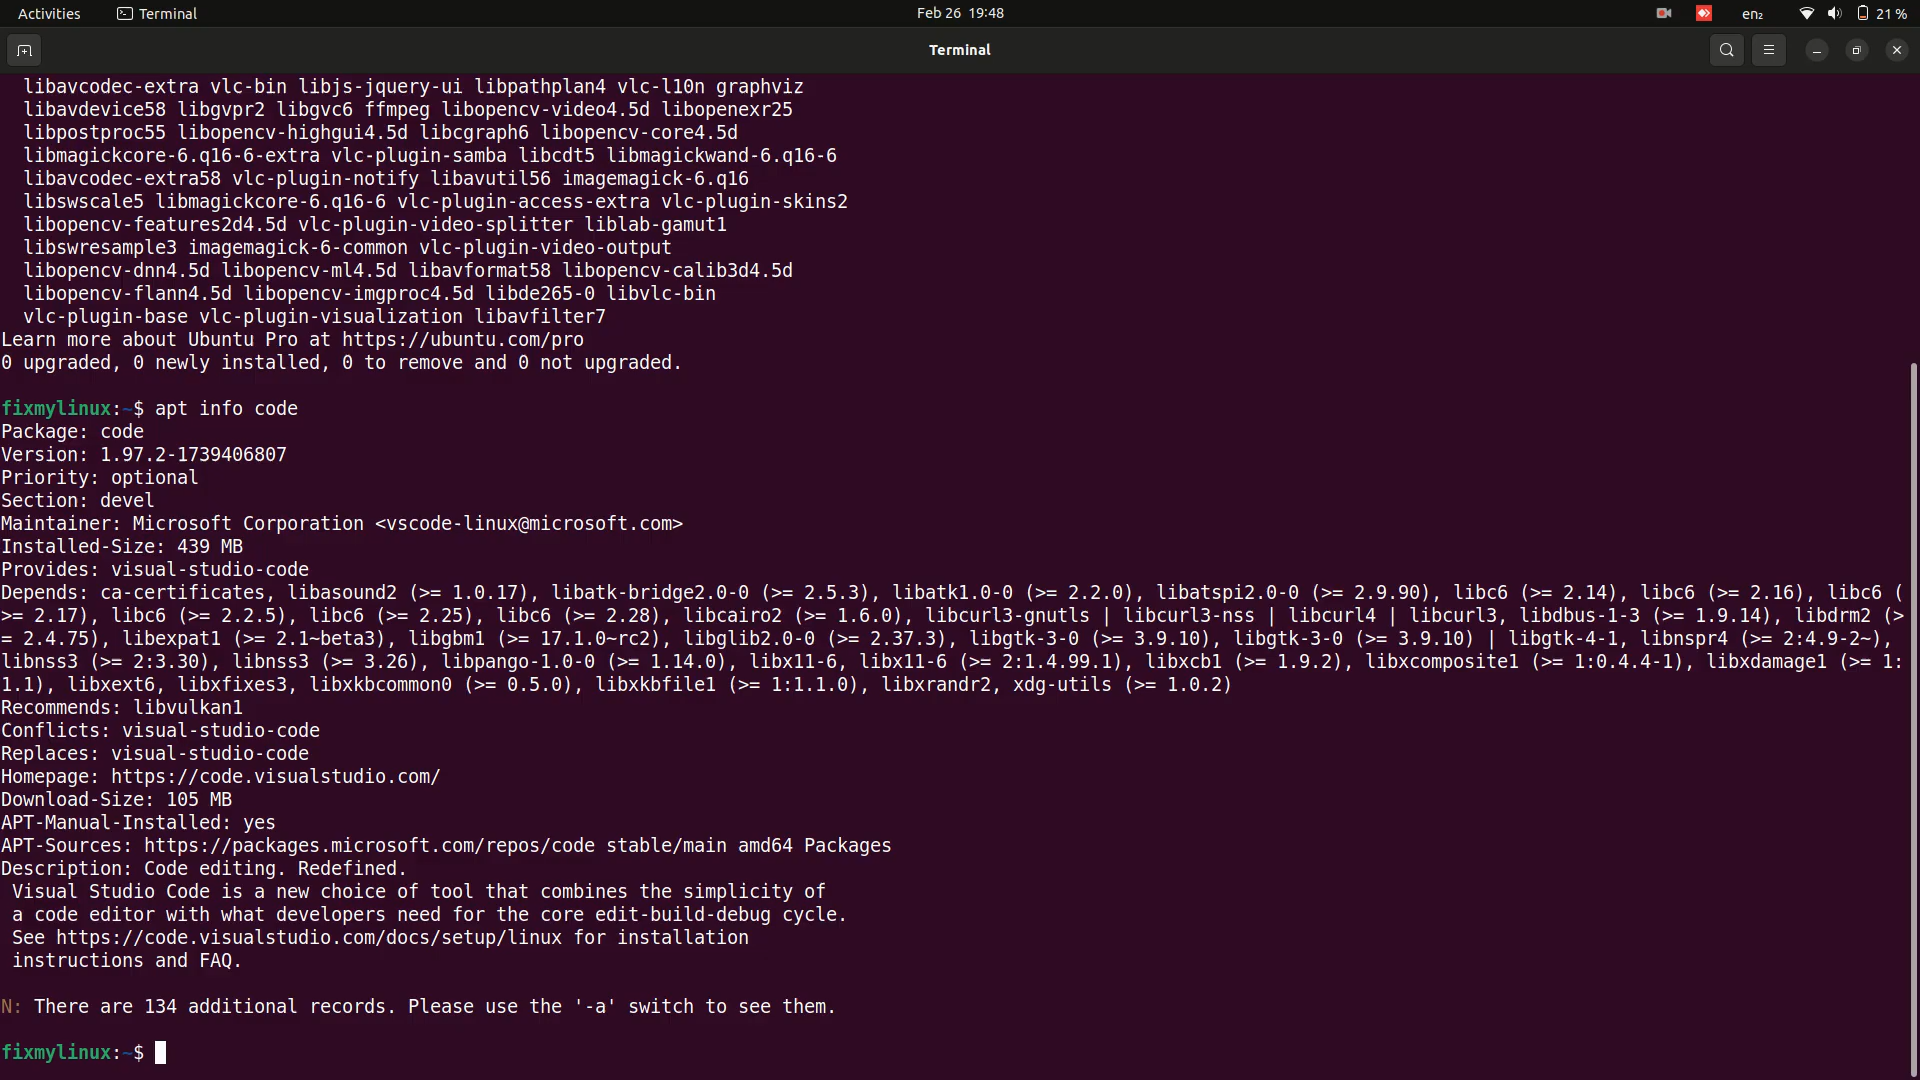 Activities
Terminal
Feb 26 19:48
en₂
21 %
Terminal
libavcodec-extra vlc-bin libjs-jquery-ui libpathplan4 vlc-l10n graphviz
libavdevice58 libgvpr2 libgvc6 ffmpeg libopencv-video4.5d libopenexr25
libpostproc55 libopencv-highgui4.5d libcgraph6 libopencv-core4.5d
libmagickcore-6.q16-6-extra vlc-plugin-samba libcdt5 libmagickwand-6.q16-6
libavcodec-extra58 vlc-plugin-notify libavutil56 imagemagick-6.q16
libswscale5 libmagickcore-6.q16-6 vlc-plugin-access-extra vlc-plugin-skins2
libopencv-features2d4.5d vlc-plugin-video-splitter liblab-gamut1
libswresample3 imagemagick-6-common vlc-plugin-video-output
libopencv-dnn4.5d libopencv-ml4.5d libavformat58 libopencv-calib3d4.5d
libopencv-flann4.5d libopencv-imgproc4.5d libde265-0 libvlc-bin
vlc-plugin-base vlc-plugin-visualization libavfilter7
Learn more about Ubuntu Pro at https://ubuntu.com/pro
0 upgraded, 0 newly installed, 0 to remove and 0 not upgraded.
fixmylinux:~$ apt info code
Package: code
Version: 1.97.2-1739406807
Priority: optional
Section: devel
Maintainer: Microsoft Corporation <vscode-linux@microsoft.com>
Installed-Size: 439 MB
Provides: visual-studio-code
Depends: ca-certificates, libasound2 (>= 1.0.17), libatk-bridge2.0-0 (>= 2.5.3), libatk1.0-0 (>= 2.2.0), libatspi2.0-0 (>= 2.9.90), libc6 (>= 2.14), libc6 (>= 2.16), libc6 (
>= 2.17), libc6 (>= 2.2.5), libc6 (>= 2.25), libc6 (>= 2.28), libcairo2 (>= 1.6.0), libcurl3-gnutls | libcurl3-nss | libcurl4 | libcurl3, libdbus-1-3 (>= 1.9.14), libdrm2 (>
= 2.4.75), libexpat1 (>= 2.1~beta3), libgbm1 (>= 17.1.0~rc2), libglib2.0-0 (>= 2.37.3), libgtk-3-0 (>= 3.9.10), libgtk-3-0 (>= 3.9.10) | libgtk-4-1, libnspr4 (>= 2:4.9-2~),
libnss3 (>= 2:3.30), libnss3 (>= 3.26), libpango-1.0-0 (>= 1.14.0), libx11-6, libx11-6 (>= 2:1.4.99.1), libxcb1 (>= 1.9.2), libxcomposite1 (>= 1:0.4.4-1), libxdamage1 (>= 1:
1.1), libxext6, libxfixes3, libxkbcommon0 (>= 0.5.0), libxkbfile1 (>= 1:1.1.0), libxrandr2, xdg-utils (>= 1.0.2)
Recommends: libvulkan1
Conflicts: visual-studio-code
Replaces: visual-studio-code
Homepage: https://code.visualstudio.com/
Download-Size: 105 MB
APT-Manual-Installed: yes
APT-Sources: https://packages.microsoft.com/repos/code stable/main amd64 Packages
Description: Code editing. Redefined.
Visual Studio Code is a new choice of tool that combines the simplicity of
a code editor with what developers need for the core edit-build-debug cycle.
See https://code.visualstudio.com/docs/setup/linux for installation
instructions and FAQ.
N: There are 134 additional records. Please use the '-a' switch to see them.
fixmylinux:~$